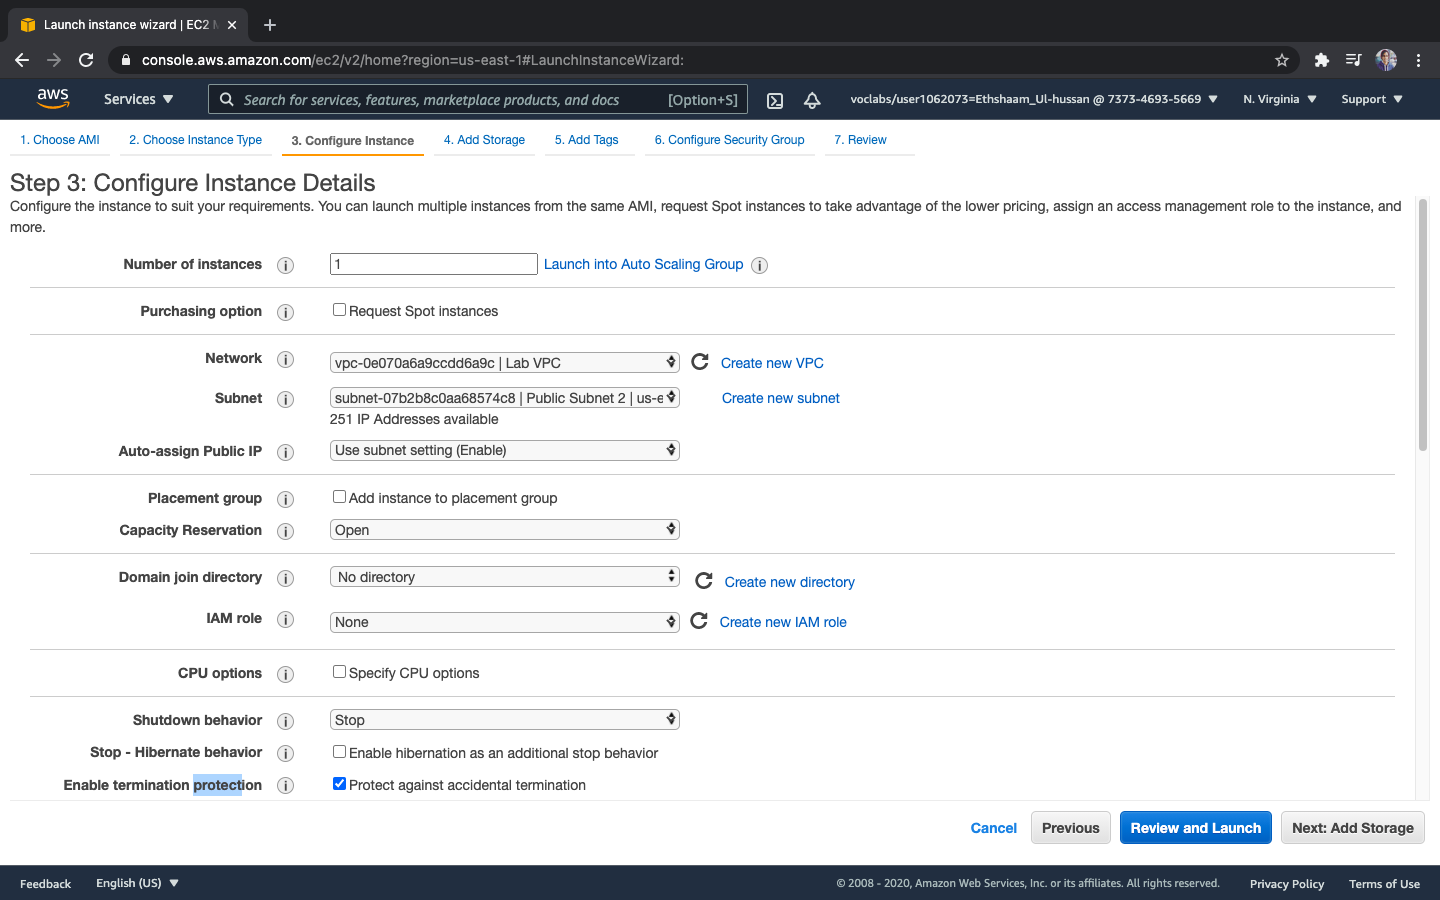 Launch instance wizard | EC2 M
console.aws.amazon.com/ec2/v2/home?region=us-east-1#LaunchInstanceWizard:
aws Services Search for services, features, marketplace products, and docs [Option+S] voclabs/user1062073=Ethshaam_Ul-hussan @ 7373-4693-5669 N. Virginia Support
1. Choose AMI 2. Choose Instance Type 3. Configure Instance 4. Add Storage 5. Add Tags 6. Configure Security Group 7. Review
Step 3: Configure Instance Details
Configure the instance to suit your requirements. You can launch multiple instances from the same AMI, request Spot instances to take advantage of the lower pricing, assign an access management role to the instance, and
more.
Number of instances i 1 Launch into Auto Scaling Group i
Purchasing option i Request Spot instances
Network i vpc-0e070a6a9ccdd6a9c | Lab VPC Create new VPC
Subnet i subnet-07b2b8c0aa68574c8 | Public Subnet 2 | us-e Create new subnet
251 IP Addresses available
Auto-assign Public IP i Use subnet setting (Enable)
Placement group i Add instance to placement group
Capacity Reservation i Open
Domain join directory i No directory Create new directory
IAM role i None Create new IAM role
CPU options i Specify CPU options
Shutdown behavior i Stop
Stop - Hibernate behavior i Enable hibernation as an additional stop behavior
Enable termination protection i Protect against accidental termination
Cancel Previous Review and Launch Next: Add Storage
Feedback English (US) © 2008 - 2020, Amazon Web Services, Inc. or its affiliates. All rights reserved. Privacy Policy Terms of Use